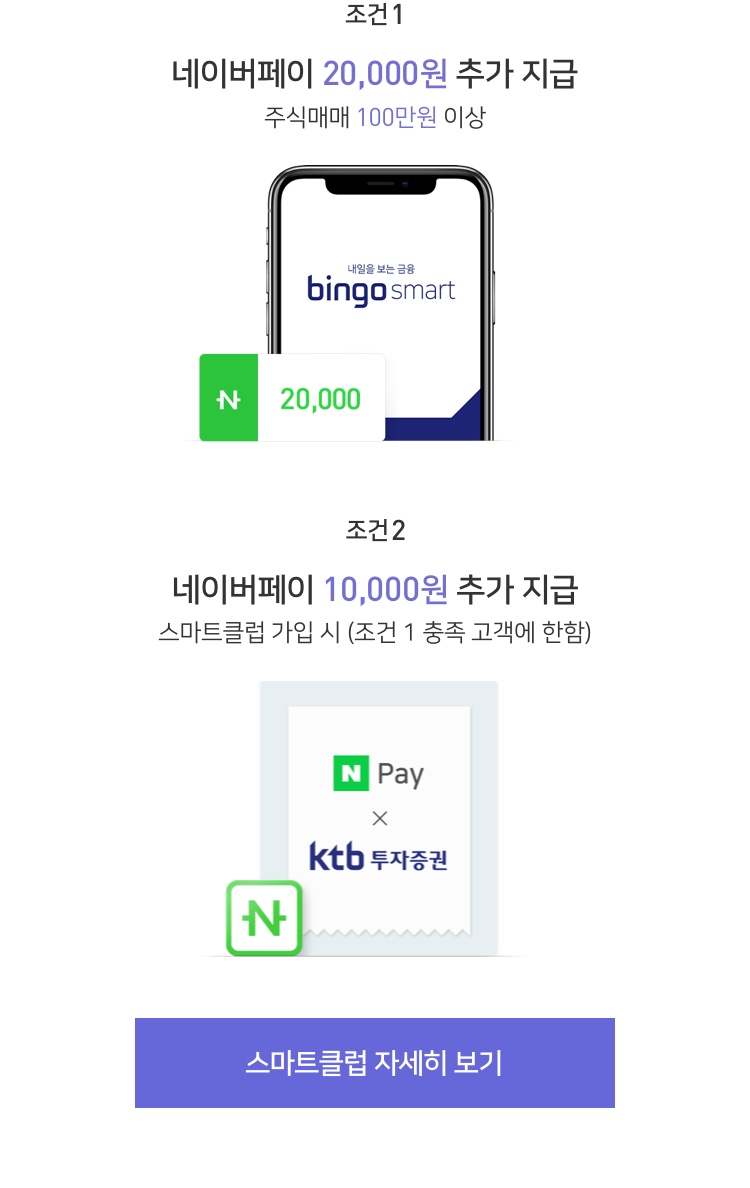 조건1
네이버페이 20,000원 추가 지급
주식매매 100만원 이상
내일을 보는 금융
bingo smart
N 20,000
조건2
네이버페이 10,000원 추가 지급
스마트클럽 가입 시 (조건 1 충족 고객에 한함)
N Pay
×
ktb 투자증권
N
스마트클럽 자세히 보기